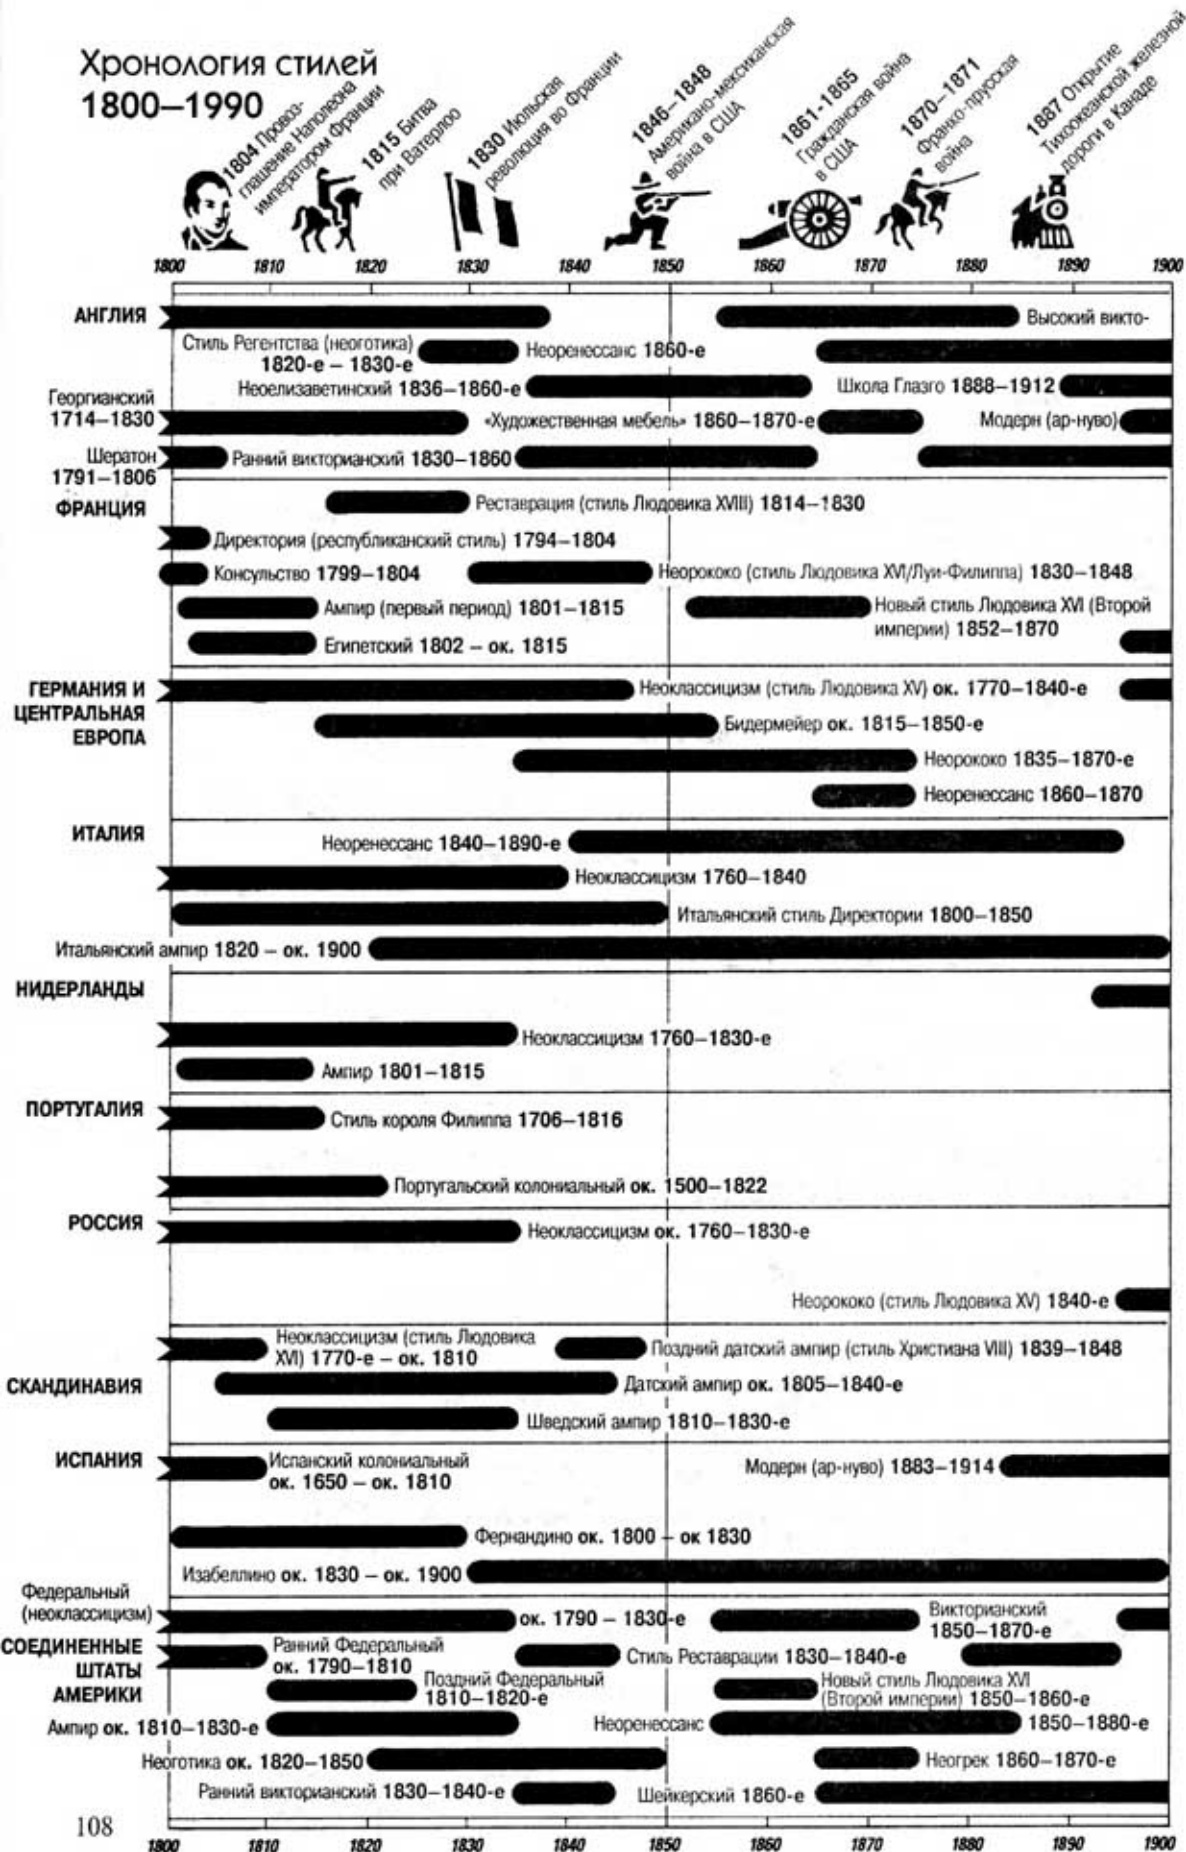 Хронология стилей
1800–1990
1804 Провоз-
глашение Наполеона
императором Франции
1815 Битва
при Ватерлоо
1830 Июльская
революция во Франции
1846–1848
Американо-мексиканская
война в США
1861-1865
Гражданская война
в США
1870–1871
Франко-прусская
война
1887 Открытие
Тихоокеанской железной
дороги в Канаде
1800 1810 1820 1830 1840 1850 1860 1870 1880 1890 1900
АНГЛИЯ
Высокий викто-
Стиль Регентства (неоготика)
1820-е – 1830-е
Неоренессанс 1860-е
Неоелизаветинский 1836–1860-е
Школа Глазго 1888–1912
Георгианский
1714–1830
«Художественная мебель» 1860–1870-е
Модерн (ар-нуво)
Шератон
1791–1806
Ранний викторианский 1830–1860
ФРАНЦИЯ
Реставрация (стиль Людовика XVIII) 1814–1830
Директория (республиканский стиль) 1794–1804
Консульство 1799–1804
Неорококо (стиль Людовика XVI/Луи-Филиппа) 1830–1848
Ампир (первый период) 1801–1815
Новый стиль Людовика XVI (Второй
империи) 1852–1870
Египетский 1802 – ок. 1815
ГЕРМАНИЯ И
ЦЕНТРАЛЬНАЯ
ЕВРОПА
Неоклассицизм (стиль Людовика XV) ок. 1770–1840-е
Бидермейер ок. 1815–1850-е
Неорококо 1835–1870-е
Неоренессанс 1860–1870
ИТАЛИЯ
Неоренессанс 1840–1890-е
Неоклассицизм 1760–1840
Итальянский стиль Директории 1800–1850
Итальянский ампир 1820 – ок. 1900
НИДЕРЛАНДЫ
Неоклассицизм 1760–1830-е
Ампир 1801–1815
ПОРТУГАЛИЯ
Стиль короля Филиппа 1706–1816
Португальский колониальный ок. 1500–1822
РОССИЯ
Неоклассицизм ок. 1760–1830-е
Неорококо (стиль Людовика XV) 1840-е
Неоклассицизм (стиль Людовика
XVI) 1770-е – ок. 1810
Поздний датский ампир (стиль Христиана VIII) 1839–1848
СКАНДИНАВИЯ
Датский ампир ок. 1805–1840-е
Шведский ампир 1810–1830-е
ИСПАНИЯ
Испанский колониальный
ок. 1650 – ок. 1810
Модерн (ар-нуво) 1883–1914
Фернандино ок. 1800 – ок 1830
Изабеллино ок. 1830 – ок. 1900
Федеральный
(неоклассицизм)
ок. 1790 – 1830-е
Викторианский
1850–1870-е
СОЕДИНЕННЫЕ
ШТАТЫ
АМЕРИКИ
Ранний Федеральный
ок. 1790–1810
Стиль Реставрации 1830–1840-е
Поздний Федеральный
1810–1820-е
Новый стиль Людовика XVI
(Второй империи) 1850–1860-е
Ампир ок. 1810–1830-е
Неоренессанс 1850–1880-е
Неоготика ок. 1820–1850
Неогрек 1860–1870-е
Ранний викторианский 1830–1840-е
Шейкерский 1860-е
108
1800 1810 1820 1830 1840 1850 1860 1870 1880 1890 1900